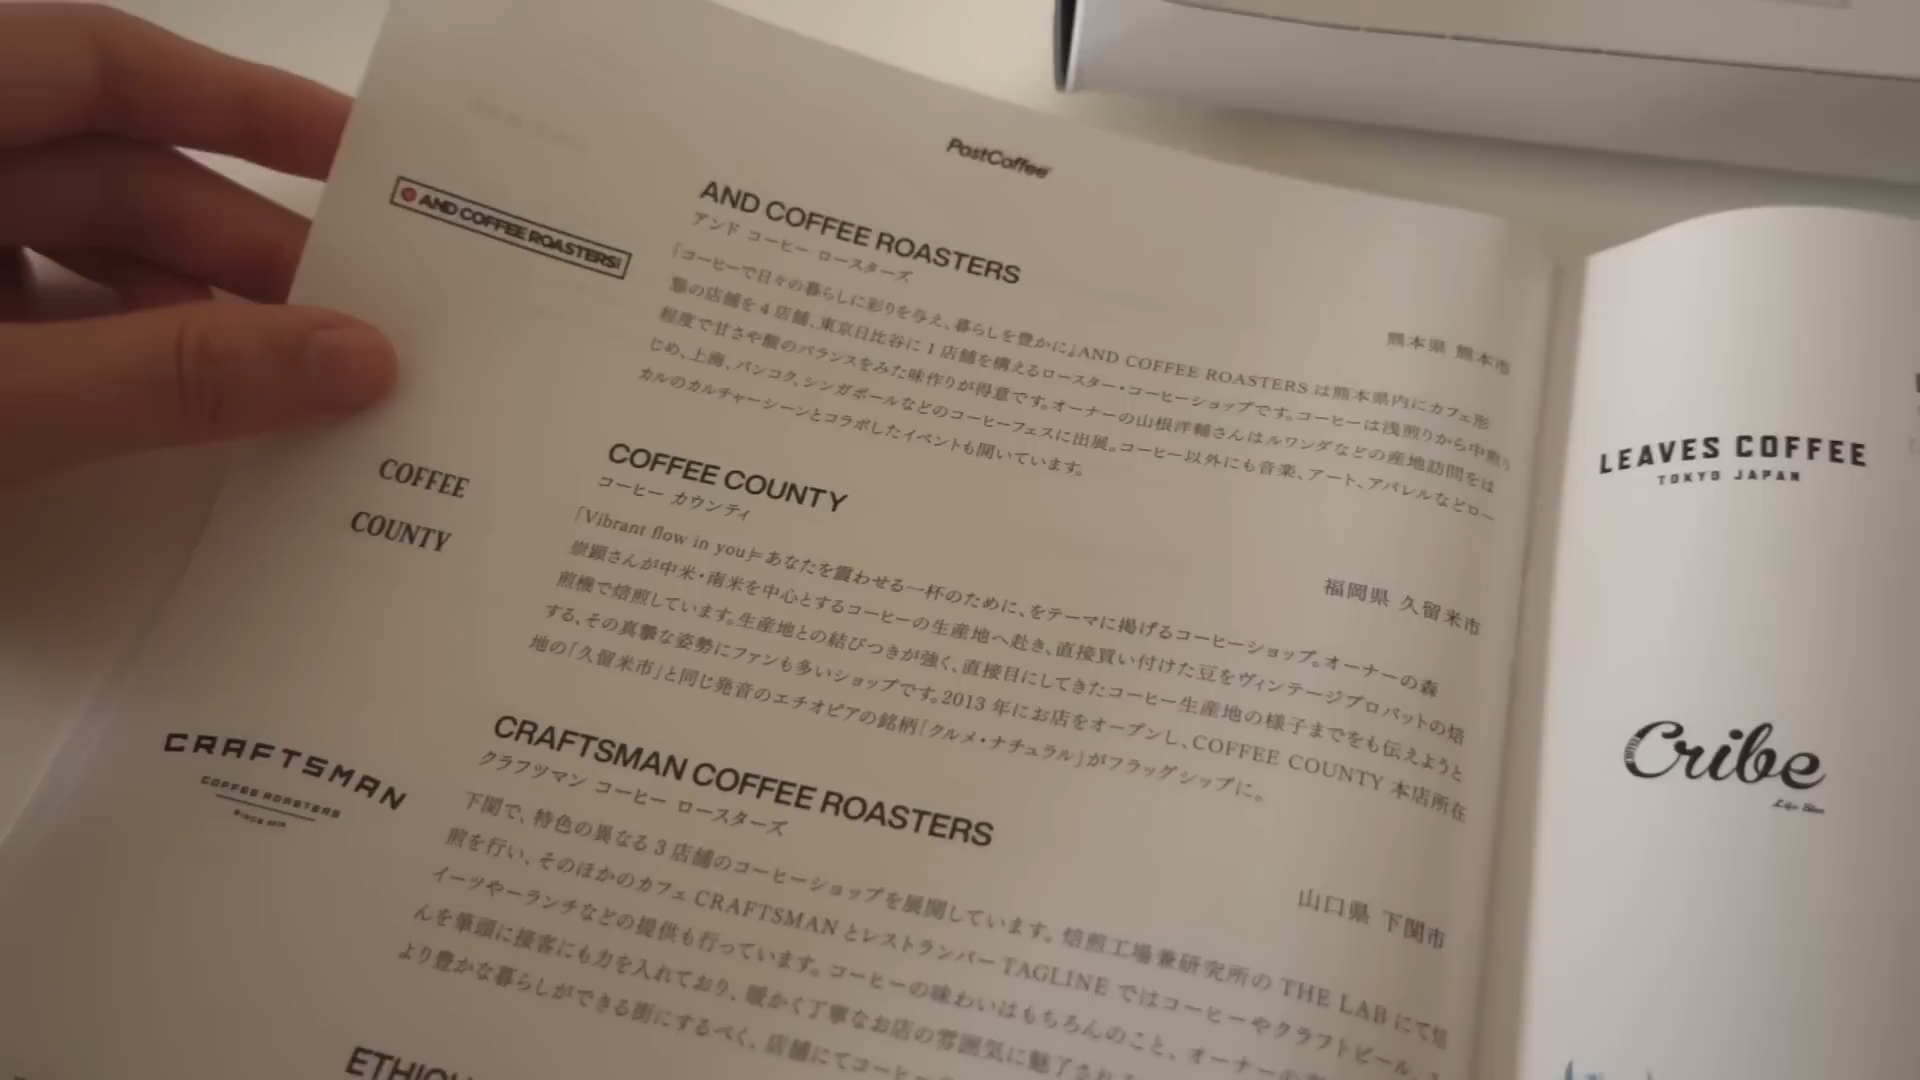 PostCoffee
AND COFFEE ROASTERS
AND COFFEE ROASTERS
アンド コーヒー ロースターズ
熊本県 熊本市
「コーヒーで日々の暮らしに彩りを与え、暮らしを豊かに」AND COFFEE ROASTERS は熊本県内にカフェ形
態の店舗を 4 店舗、東京日比谷に 1 店舗を構えるロースター・コーヒーショップです。コーヒーは浅煎りから中煎り
程度で甘さや酸のバランスをみた味作りが得意です。オーナーの山根洋輔さんはルワンダなどの産地訪問をは
じめ、上海、バンコク、シンガポールなどのコーヒーフェスに出展。コーヒー以外にも音楽、アート、アパレルなどロー
カルのカルチャーシーンとコラボしたイベントも開いています。
COFFEE
COUNTY
COFFEE COUNTY
コーヒー カウンティ
福岡県 久留米市
「Vibrant flow in you」＝あなたを震わせる一杯のために、をテーマに掲げるコーヒーショップ。オーナーの森
崇顕さんが中米・南米を中心とするコーヒーの生産地へ赴き、直接買い付けた豆をヴィンテージプロバットの焙
煎機で焙煎しています。生産地との結びつきが強く、直接目にしてきたコーヒー生産地の様子までをも伝えようと
する、その真摯な姿勢にファンも多いショップです。2013 年にお店をオープンし、COFFEE COUNTY 本店所在
地の「久留米市」と同じ発音のエチオピアの銘柄「クルメ・ナチュラル」がフラッグシップに。
CRAFTSMAN
COFFEE ROASTERS
CRAFTSMAN COFFEE ROASTERS
クラフツマン コーヒー ロースターズ
山口県 下関市
下関で、特色の異なる 3 店舗のコーヒーショップを展開しています。焙煎工場兼研究所の THE LAB にて焙
煎を行い、そのほかのカフェ CRAFTSMAN とレストランバー TAGLINE ではコーヒーやクラフトビール、ス
イーツやーランチなどの提供も行っています。コーヒーの味わいはもちろんのこと、オーナーの
んを筆頭に接客にも力を入れており、暖かく丁寧なお店の雰囲気に魅了される
より豊かな暮らしができる街にするべく、店舗にてコーヒー
LEAVES COFFEE
TOKYO JAPAN
Cribe